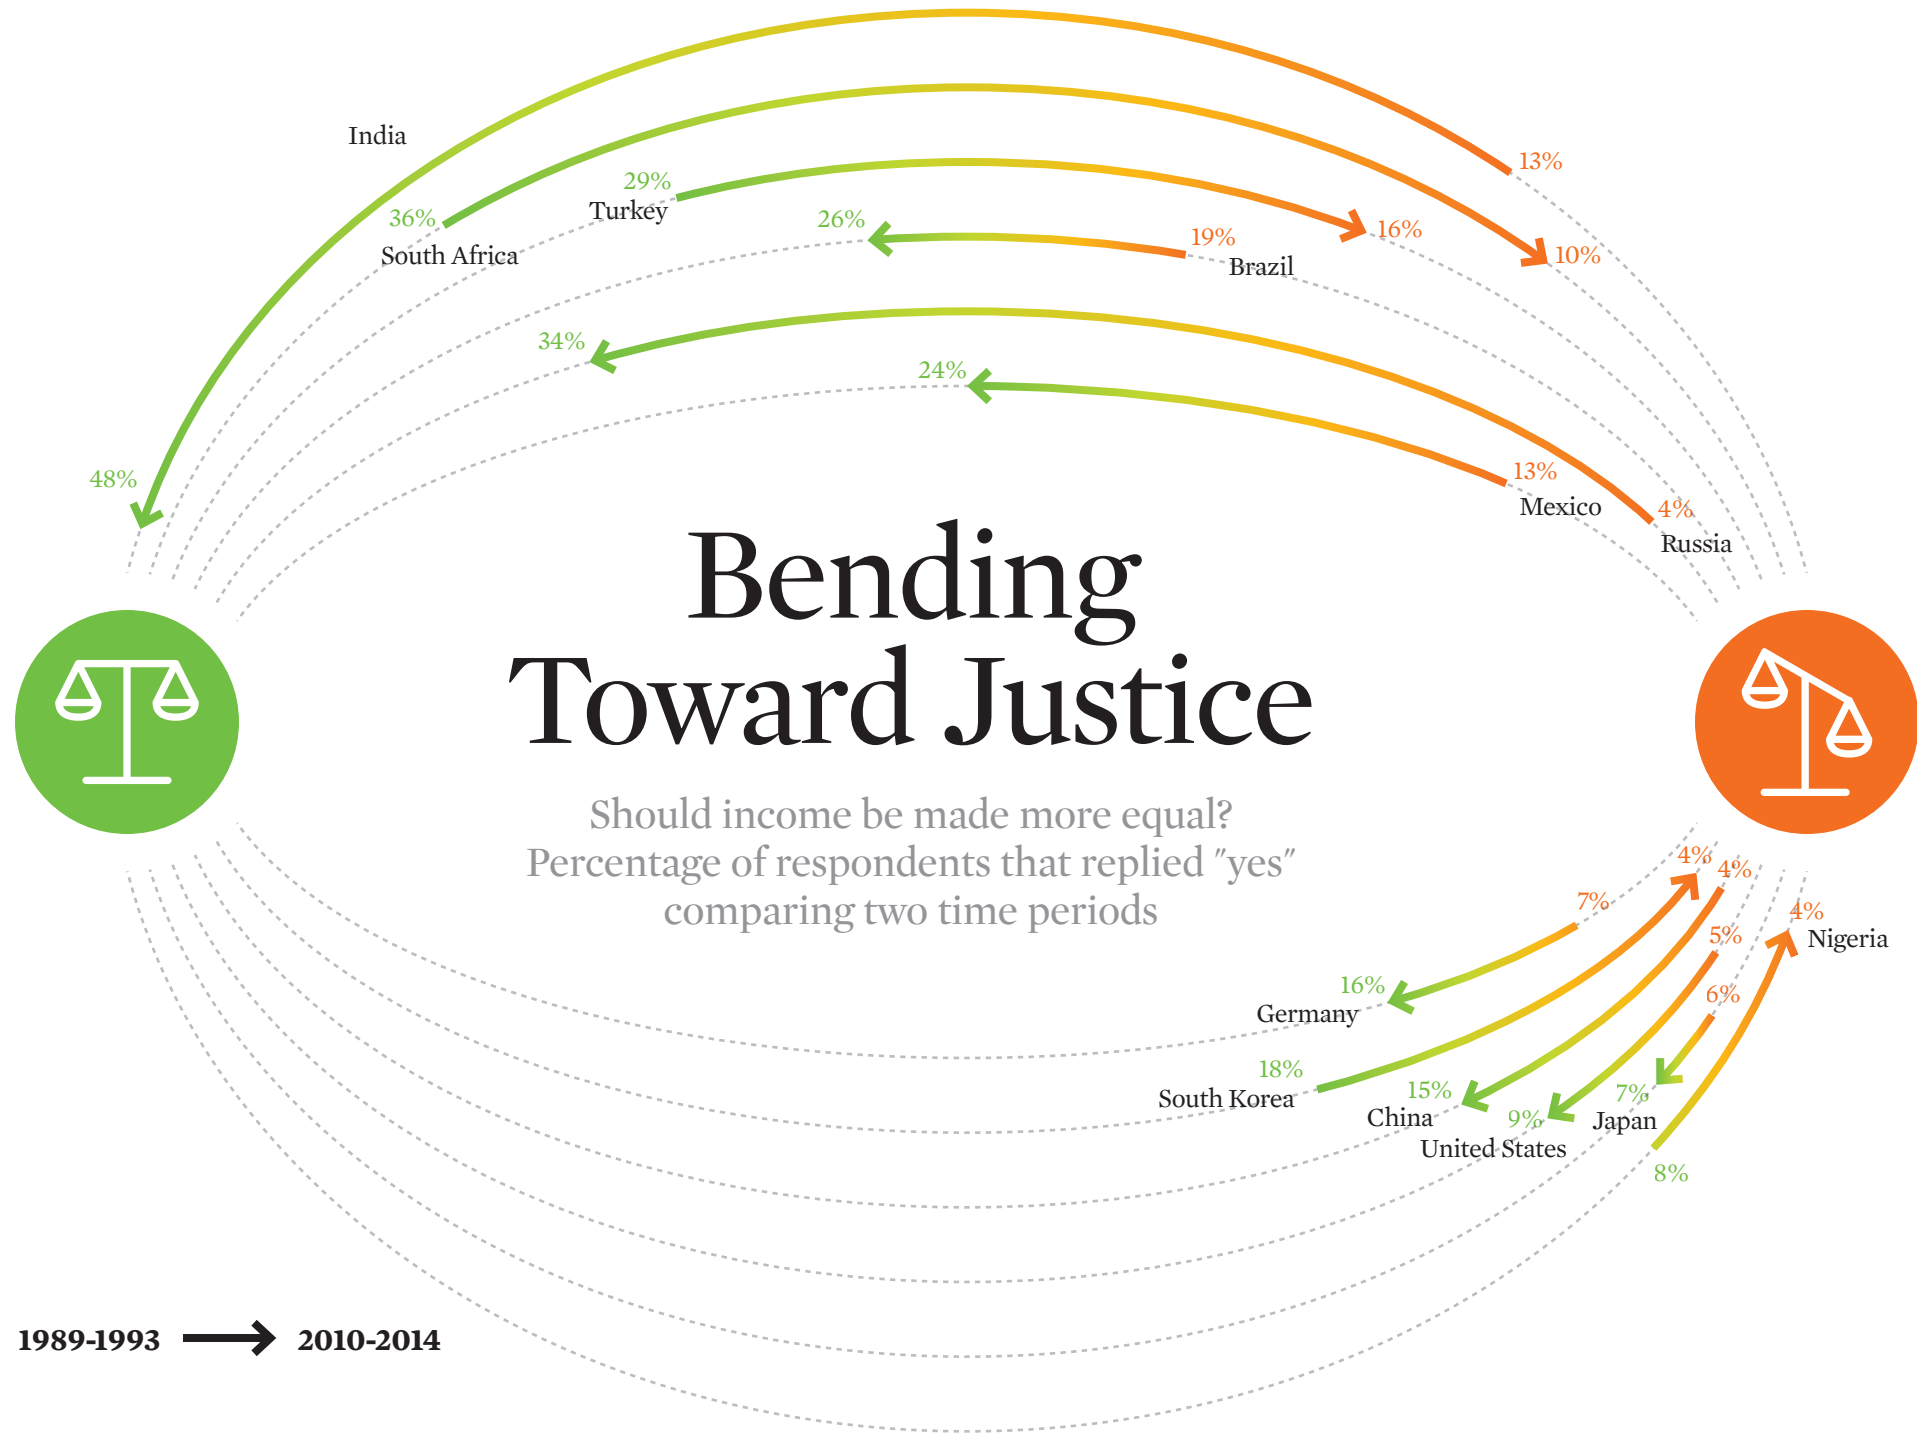 India
13%
29%
Turkey
36%
South Africa
26%
19%
Brazil
16%
10%
34%
24%
48%
13%
Mexico
4%
Russia
Bending
Toward Justice
Should income be made more equal?
Percentage of respondents that replied "yes"
comparing two time periods
4%
4%
7%
4%
Nigeria
5%
16%
6%
Germany
18%
South Korea
15%
China
9%
United States
7%
Japan
8%
1989-1993
2010-2014